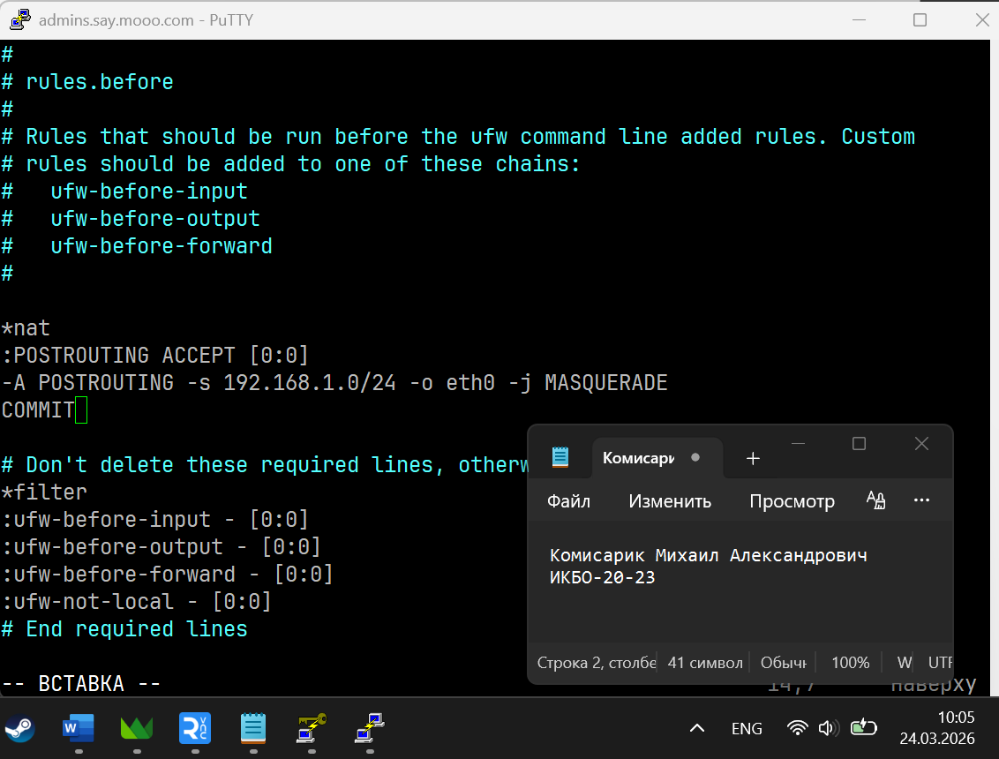 admins.say.mooo.com - PuTTY
#
# rules.before
#
# Rules that should be run before the ufw command line added rules. Custom
# rules should be added to one of these chains:
#   ufw-before-input
#   ufw-before-output
#   ufw-before-forward
#
*nat
:POSTROUTING ACCEPT [0:0]
-A POSTROUTING -s 192.168.1.0/24 -o eth0 -j MASQUERADE
COMMIT
# Don't delete these required lines, otherw
*filter
:ufw-before-input - [0:0]
:ufw-before-output - [0:0]
:ufw-before-forward - [0:0]
:ufw-not-local - [0:0]
# End required lines
-- ВСТАВКА -- 14,7 наверху
Комисари
Файл Изменить Просмотр ...
Комисарик Михаил Александрович
ИКБО-20-23
Строка 2, столбе 41 символ Обычн 100% W UTF
ENG
10:05
24.03.2026